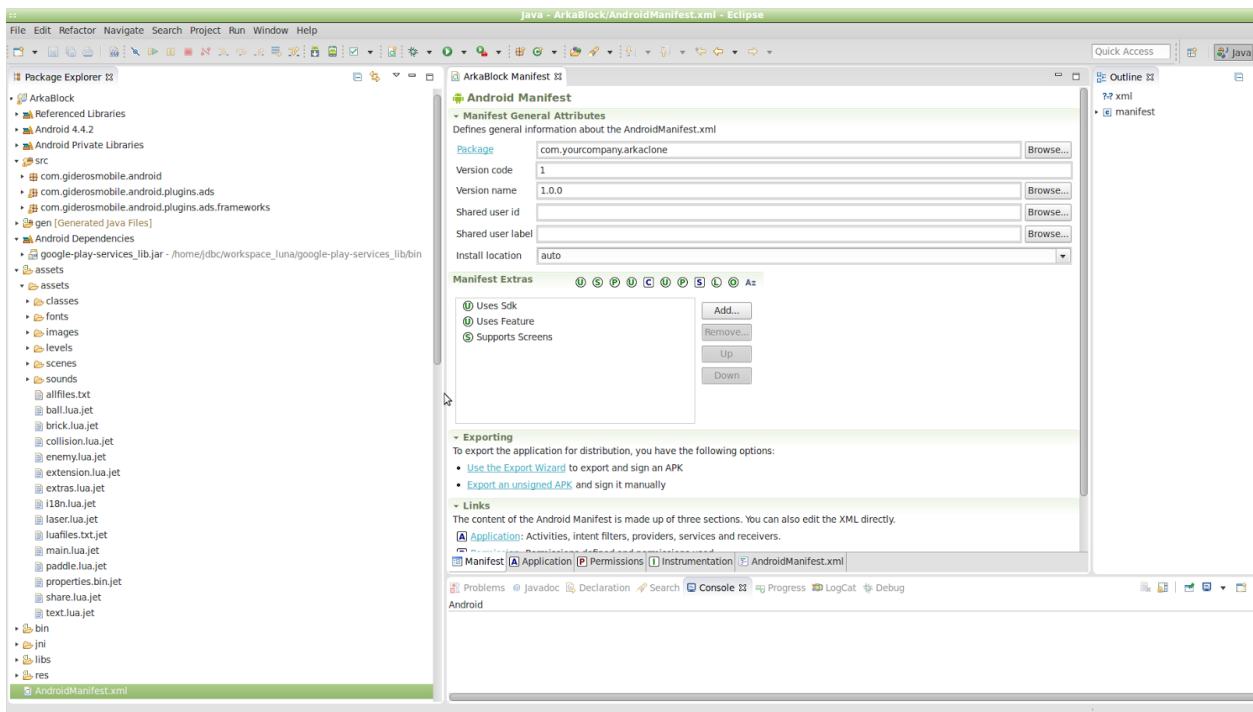 Java - ArkaBlock/AndroidManifest.xml - Eclipse
File Edit Refactor Navigate Search Project Run Window Help
Quick Access
Java
Package Explorer
ArkaBlock
Referenced Libraries
Android 4.4.2
Android Private Libraries
src
com.giderosmobile.android
com.giderosmobile.android.plugins.ads
com.giderosmobile.android.plugins.ads.frameworks
gen [Generated Java Files]
Android Dependencies
google-play-services_lib.jar - /home/jdbc/workspace_luna/google-play-services_lib/bin
assets
assets
classes
fonts
images
levels
scenes
sounds
allfiles.txt
ball.lua.jet
brick.lua.jet
collision.lua.jet
enemy.lua.jet
extension.lua.jet
extras.lua.jet
i18n.lua.jet
laser.lua.jet
luafiles.txt.jet
main.lua.jet
paddle.lua.jet
properties.bin.jet
share.lua.jet
text.lua.jet
bin
jni
libs
res
AndroidManifest.xml
ArkaBlock Manifest
Android Manifest
Manifest General Attributes
Defines general information about the AndroidManifest.xml
Package com.yourcompany.arkaclone Browse...
Version code 1
Version name 1.0.0 Browse...
Shared user id Browse...
Shared user label Browse...
Install location auto
Manifest Extras U S P U C U P S L O Az
U Uses Sdk
U Uses Feature
S Supports Screens
Add...
Remove...
Up
Down
Exporting
To export the application for distribution, you have the following options:
Use the Export Wizard to export and sign an APK
Export an unsigned APK and sign it manually
Links
The content of the Android Manifest is made up of three sections. You can also edit the XML directly.
A Application: Activities, intent filters, providers, services and receivers.
Manifest A Application P Permissions I Instrumentation AndroidManifest.xml
Problems @ Javadoc Declaration Search Console Progress LogCat Debug
Android
Outline
?-? xml
e manifest